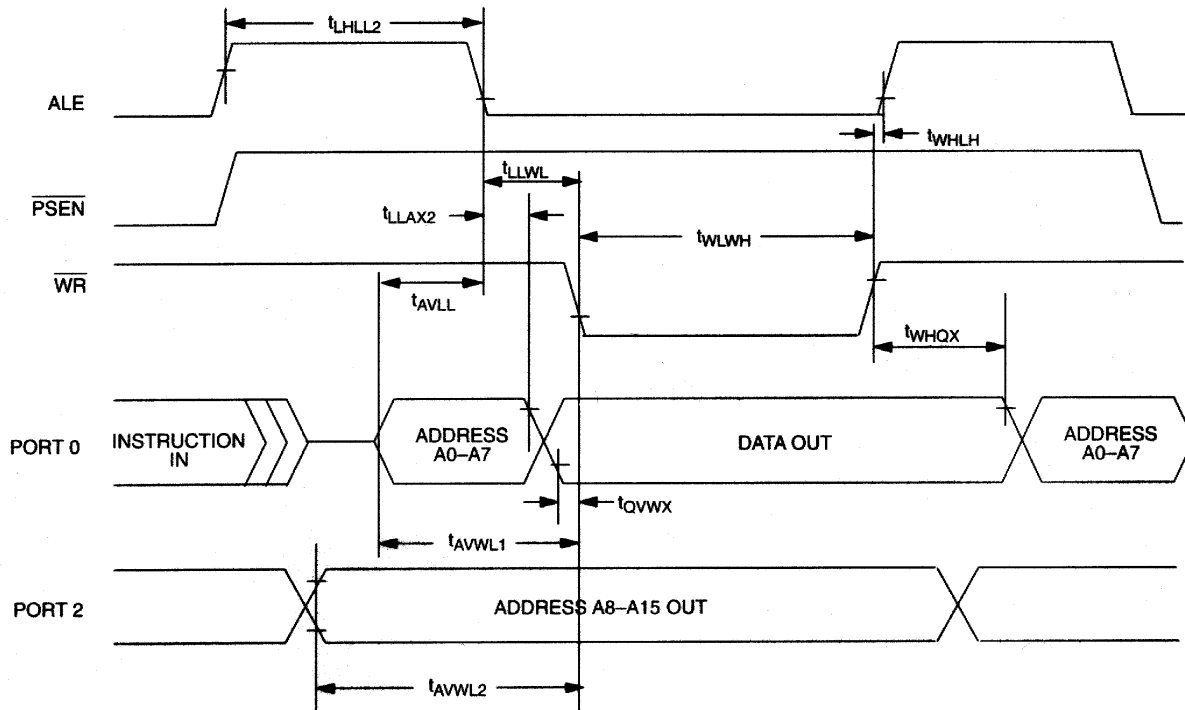 tLHLL2
ALE
tWHLH
tLLWL
PSEN
tLLAX2
tWLWH
WR
tAVLL
tWHQX
PORT 0
INSTRUCTION
IN
ADDRESS
A0–A7
DATA OUT
ADDRESS
A0–A7
tQVWX
tAVWL1
PORT 2
ADDRESS A8–A15 OUT
tAVWL2